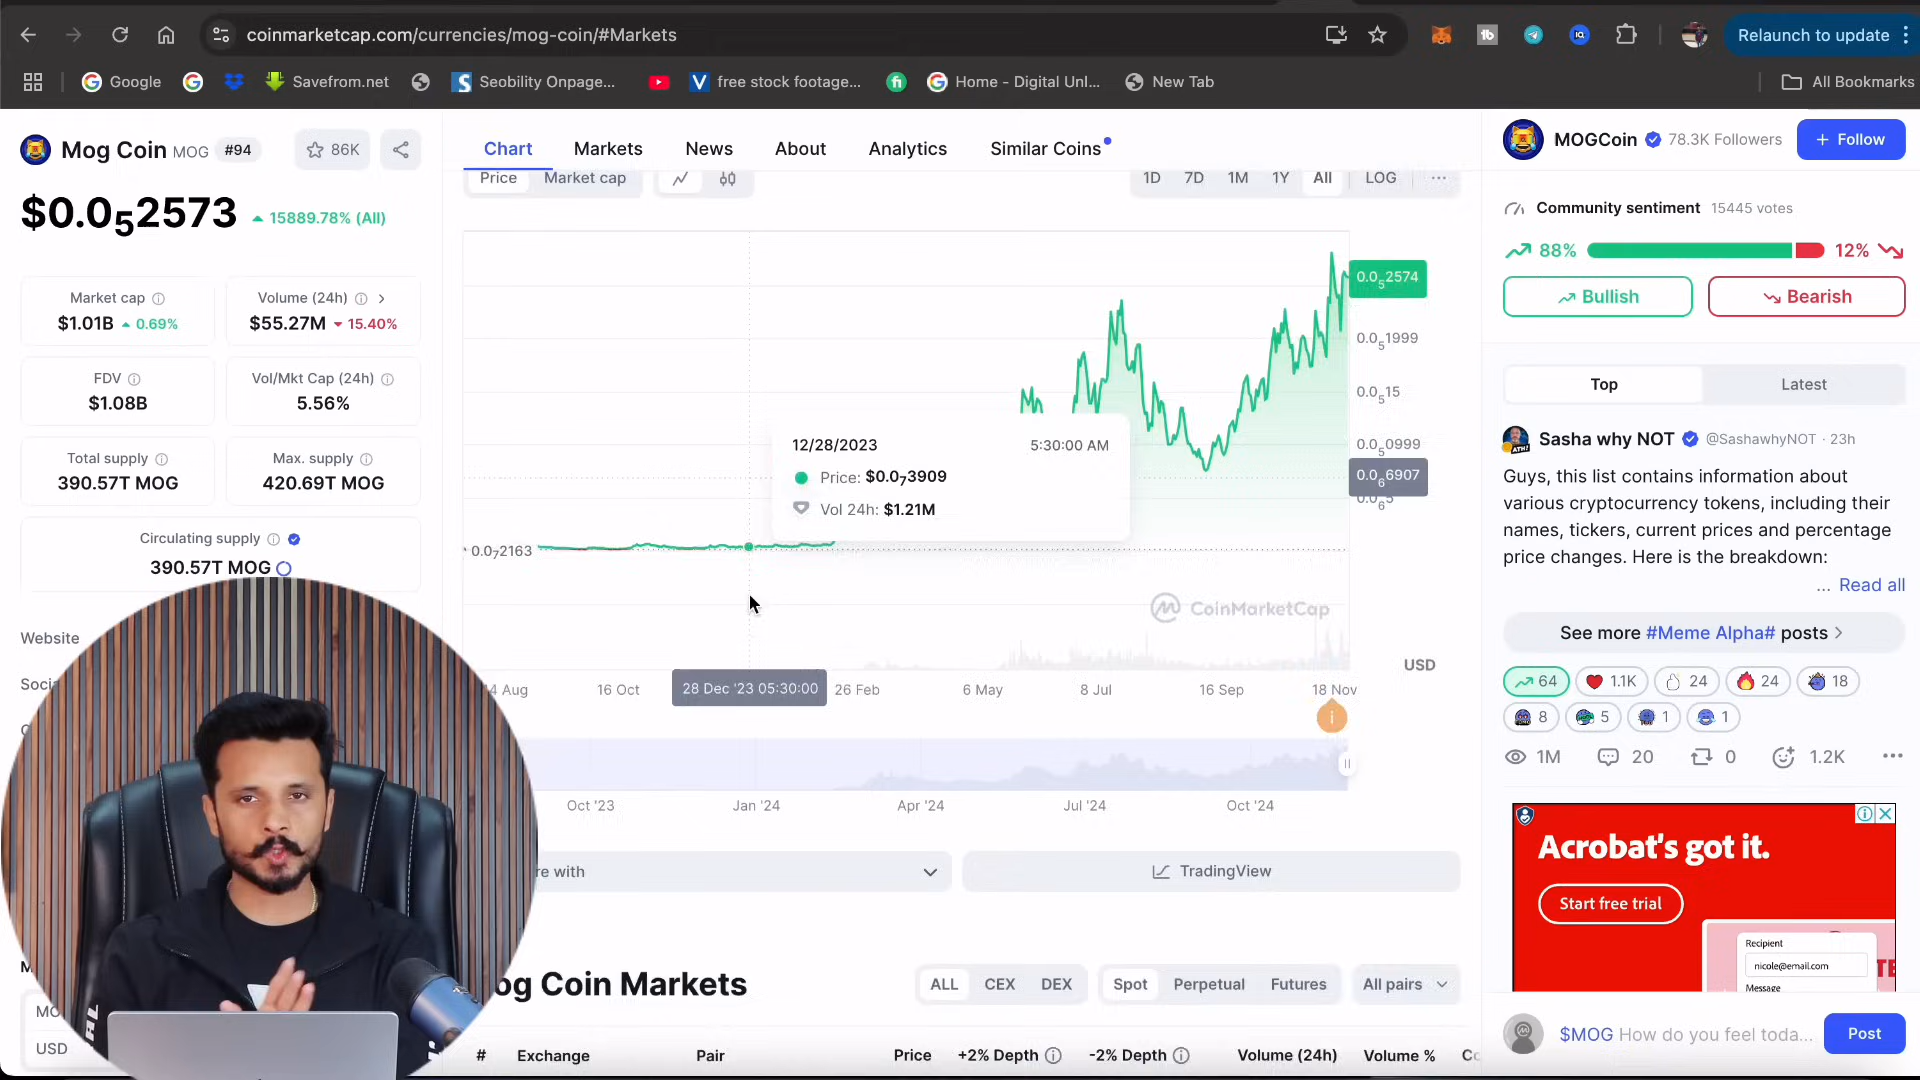 coinmarketcap.com/currencies/mog-coin/#Markets
Relaunch to update
Google
Savefrom.net
Seobility Onpage...
free stock footage...
Home - Digital Unl...
New Tab
All Bookmarks
Mog Coin MOG #94
86K
$0.0₅2573 15889.78% (All)
Market cap
$1.01B 0.69%
Volume (24h)
$55.27M 15.40%
FDV
$1.08B
Vol/Mkt Cap (24h)
5.56%
Total supply
390.57T MOG
Max. supply
420.69T MOG
Circulating supply
390.57T MOG
Website
USD
Chart Markets News About Analytics Similar Coins
Price Market cap
1D 7D 1M 1Y All LOG
0.0₅2574
0.0₅1999
0.0₅15
0.0₅0999
0.0₆6907
0.0₆5
12/28/2023 5:30:00 AM
Price: $0.0₇3909
Vol 24h: $1.21M
0.0₇2163
CoinMarketCap
USD
Aug 16 Oct 28 Dec '23 05:30:00 26 Feb 6 May 8 Jul 16 Sep 18 Nov
Oct '23 Jan '24 Apr '24 Jul '24 Oct '24
re with
TradingView
og Coin Markets
ALL CEX DEX Spot Perpetual Futures All pairs
# Exchange Pair Price +2% Depth -2% Depth Volume (24h) Volume %
MOGCoin 78.3K Followers
+ Follow
Community sentiment 15445 votes
88% 12%
Bullish Bearish
Top Latest
Sasha why NOT @SashawhyNOT · 23h
Guys, this list contains information about
various cryptocurrency tokens, including their
names, tickers, current prices and percentage
price changes. Here is the breakdown:
... Read all
See more #Meme Alpha# posts
64 1.1K 24 24 18
8 5 1 1
1M 20 0 1.2K
Acrobat's got it.
Start free trial
Recipient
nicole@email.com
Message
$MOG How do you feel toda...
Post